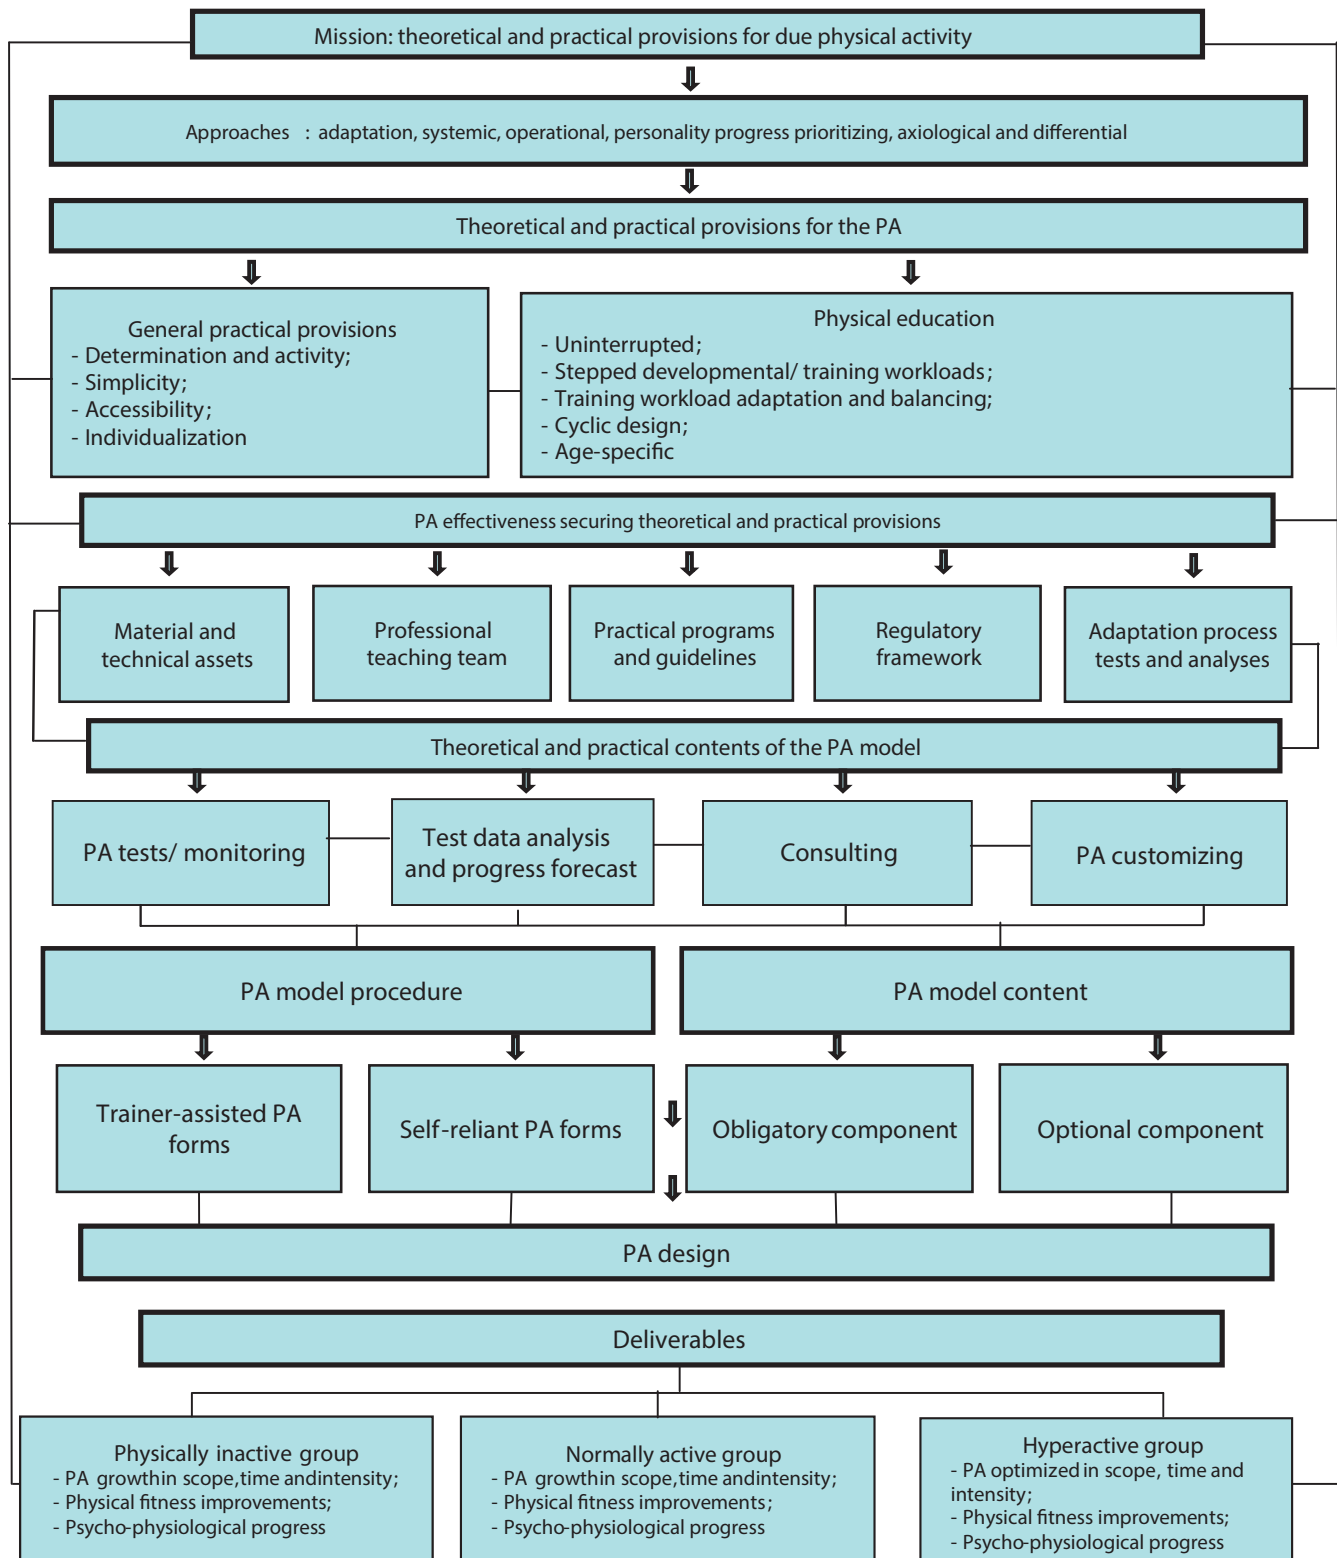 Mission: theoretical and practical provisions for due physical activity
Approaches : adaptation, systemic, operational, personality progress prioritizing, axiological and differential
Theoretical and practical provisions for the PA
General practical provisions
- Determination and activity;
- Simplicity;
- Accessibility;
- Individualization
Physical education
- Uninterrupted;
- Stepped developmental/ training workloads;
- Training workload adaptation and balancing;
- Cyclic design;
- Age-specific
PA effectiveness securing theoretical and practical provisions
Material and
technical assets
Professional
teaching team
Practical programs
and guidelines
Regulatory
framework
Adaptation process
tests and analyses
Theoretical and practical contents of the PA model
PA tests/ monitoring
Test data analysis
and progress forecast
Consulting
PA customizing
PA model procedure
PA model content
Trainer-assisted PA
forms
Self-reliant PA forms
Obligatory component
Optional component
PA design
Deliverables
Physically inactive group
- PA growthin scope,time andintensity;
- Physical fitness improvements;
- Psycho-physiological progress
Normally active group
- PA growthin scope,time andintensity;
- Physical fitness improvements;
- Psycho-physiological progress
Hyperactive group
- PA optimized in scope, time and
intensity;
- Physical fitness improvements;
- Psycho-physiological progress